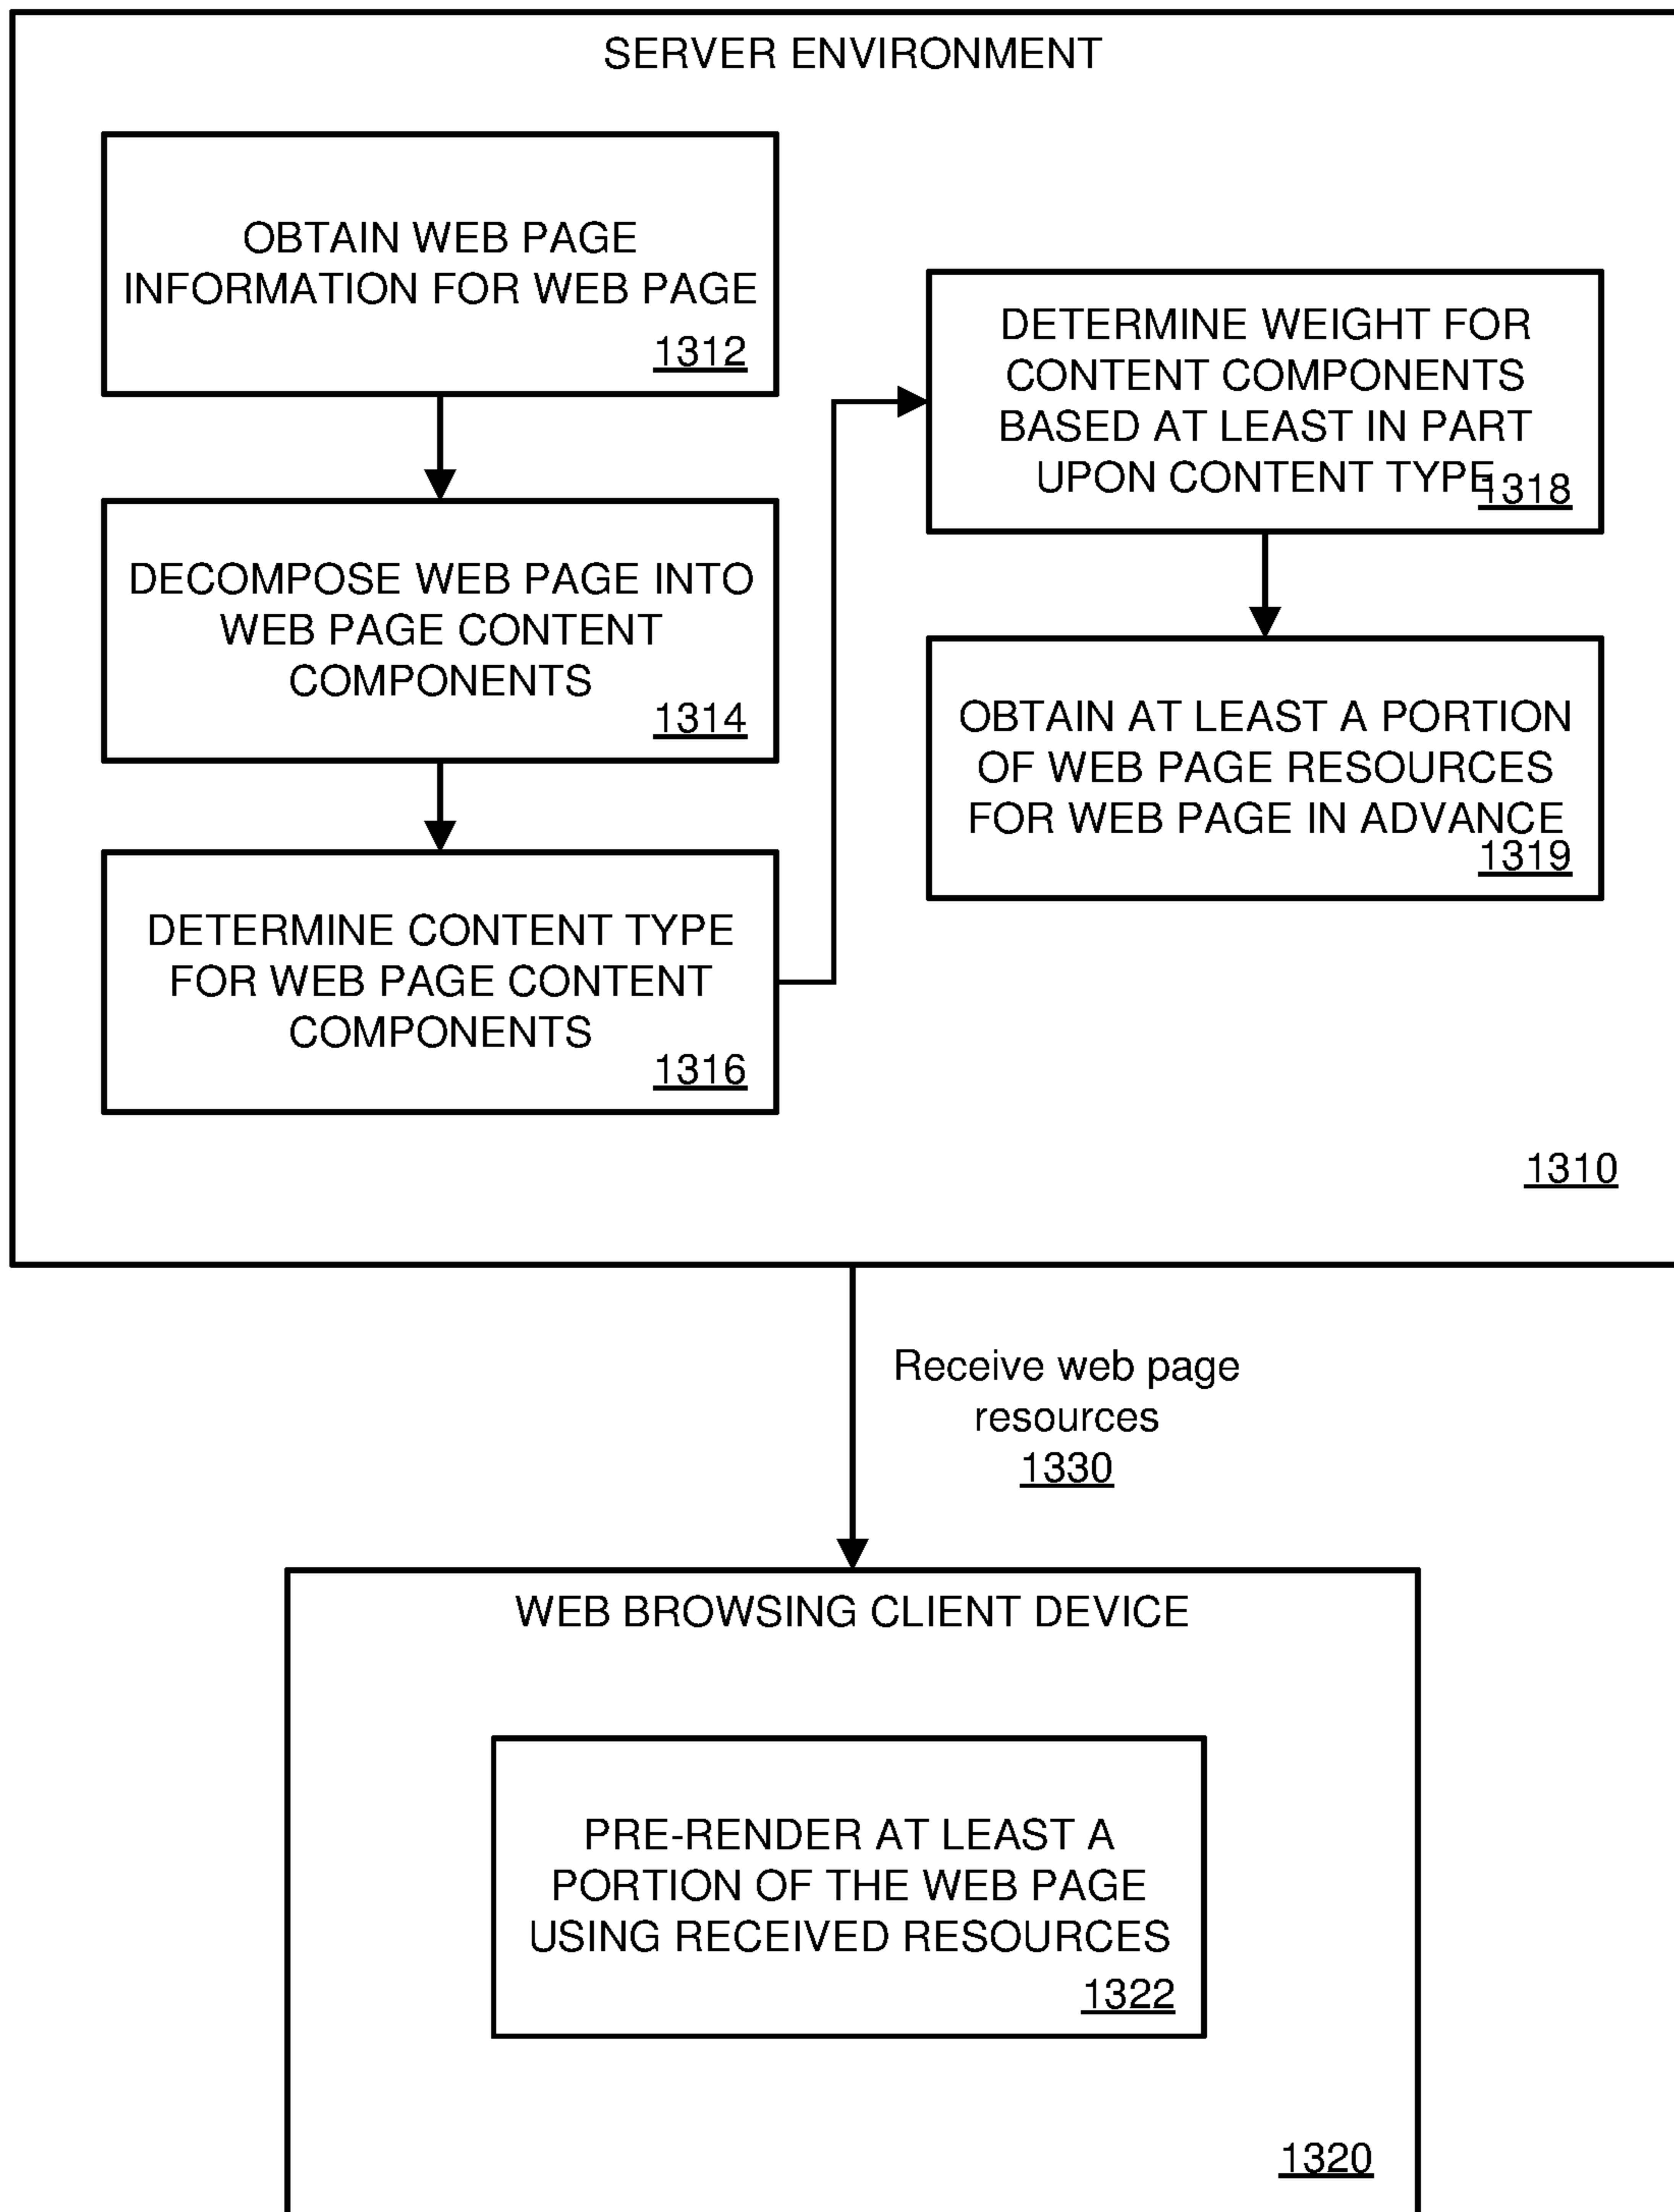 SERVER ENVIRONMENT
OBTAIN WEB PAGE
INFORMATION FOR WEB PAGE
1312
DECOMPOSE WEB PAGE INTO
WEB PAGE CONTENT
COMPONENTS
1314
DETERMINE CONTENT TYPE
FOR WEB PAGE CONTENT
COMPONENTS
1316
DETERMINE WEIGHT FOR
CONTENT COMPONENTS
BASED AT LEAST IN PART
UPON CONTENT TYPE
1318
OBTAIN AT LEAST A PORTION
OF WEB PAGE RESOURCES
FOR WEB PAGE IN ADVANCE
1319
1310
Receive web page
resources
1330
WEB BROWSING CLIENT DEVICE
PRE-RENDER AT LEAST A
PORTION OF THE WEB PAGE
USING RECEIVED RESOURCES
1322
1320